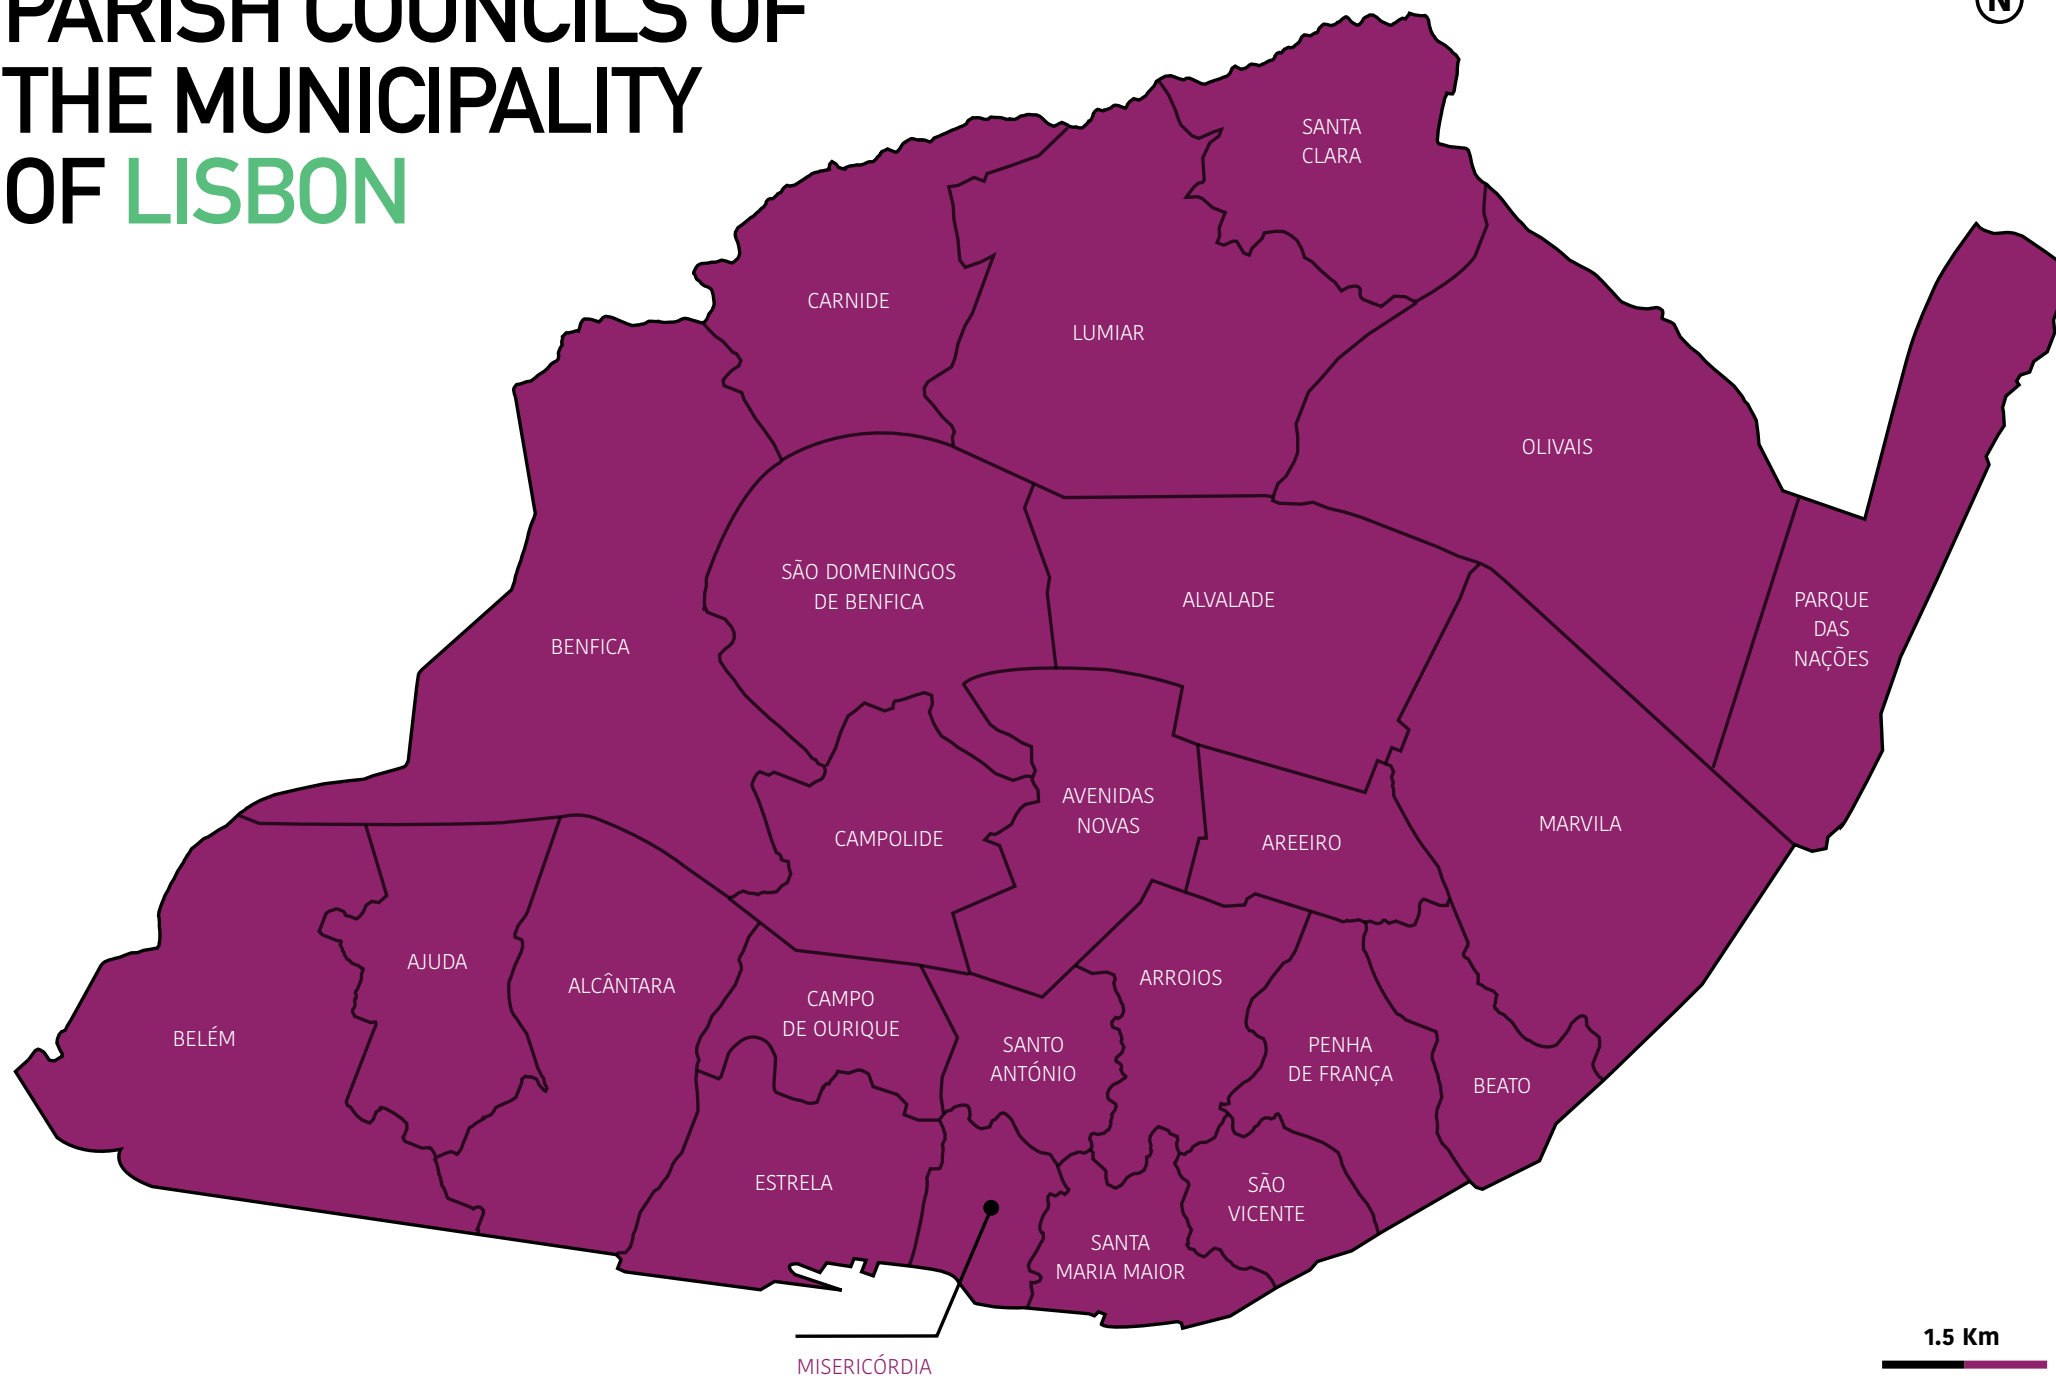 PARISH COUNCILS OF
THE MUNICIPALITY
OF LISBON
N
SANTA
CLARA
CARNIDE
LUMIAR
OLIVAIS
SÃO DOMENINGOS
DE BENFICA
ALVALADE
PARQUE
DAS
NAÇÕES
BENFICA
AVENIDAS
NOVAS
MARVILA
CAMPOLIDE
AREEIRO
AJUDA
ALCÂNTARA
ARROIOS
CAMPO
DE OURIQUE
BELÉM
SANTO
ANTÓNIO
PENHA
DE FRANÇA
BEATO
ESTRELA
SÃO
VICENTE
SANTA
MARIA MAIOR
MISERICÓRDIA
1.5 Km